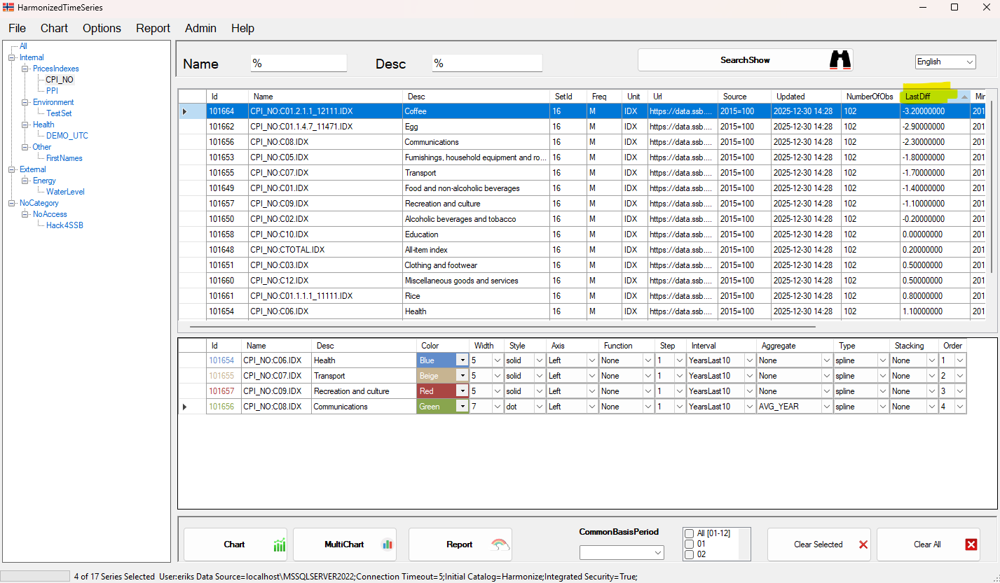 HarmonizedTimeSeries
File Chart Options Report Admin Help
All
Internal
PricesIndexes
CPI_NO
PPI
Environment
TestSet
Health
DEMO_UTC
Other
FirstNames
External
Energy
WaterLevel
NoCategory
NoAccess
Hack4SSB
Name % Desc % SearchShow English
Id Name Desc SetId Freq Unit Url Source Updated NumberOfObs LastDiff Mir
101664 CPI_NO:C01.2.1.1_12111.IDX Coffee 16 M IDX https://data.ssb.... 2015=100 2025-12-30 14:28 102 -3.20000000 201
101662 CPI_NO:C01.1.4.7_11471.IDX Egg 16 M IDX https://data.ssb.... 2015=100 2025-12-30 14:28 102 -2.90000000 201
101656 CPI_NO:C08.IDX Communications 16 M IDX https://data.ssb.... 2015=100 2025-12-30 14:28 102 -2.30000000 201
101653 CPI_NO:C05.IDX Furnishings, household equipment and ro... 16 M IDX https://data.ssb.... 2015=100 2025-12-30 14:28 102 -1.80000000 201
101655 CPI_NO:C07.IDX Transport 16 M IDX https://data.ssb.... 2015=100 2025-12-30 14:28 102 -1.70000000 201
101649 CPI_NO:C01.IDX Food and non-alcoholic beverages 16 M IDX https://data.ssb.... 2015=100 2025-12-30 14:28 102 -1.40000000 201
101657 CPI_NO:C09.IDX Recreation and culture 16 M IDX https://data.ssb.... 2015=100 2025-12-30 14:28 102 -1.10000000 201
101650 CPI_NO:C02.IDX Alcoholic beverages and tobacco 16 M IDX https://data.ssb.... 2015=100 2025-12-30 14:28 102 -0.20000000 201
101658 CPI_NO:C10.IDX Education 16 M IDX https://data.ssb.... 2015=100 2025-12-30 14:28 102 0.00000000 201
101648 CPI_NO:CTOTAL.IDX All-item index 16 M IDX https://data.ssb.... 2015=100 2025-12-30 14:28 102 0.20000000 201
101651 CPI_NO:C03.IDX Clothing and footwear 16 M IDX https://data.ssb.... 2015=100 2025-12-30 14:28 102 0.50000000 201
101660 CPI_NO:C12.IDX Miscellaneous goods and services 16 M IDX https://data.ssb.... 2015=100 2025-12-30 14:28 102 0.50000000 201
101661 CPI_NO:C01.1.1.1_11111.IDX Rice 16 M IDX https://data.ssb.... 2015=100 2025-12-30 14:28 102 0.80000000 201
101654 CPI_NO:C06.IDX Health 16 M IDX https://data.ssb.... 2015=100 2025-12-30 14:28 102 1.10000000 201
Id Name Desc Color Width Style Axis Function Step Interval Aggregate Type Stacking Order
101654 CPI_NO:C06.IDX Health Blue 5 solid Left None 1 YearsLast10 None spline None 1
101655 CPI_NO:C07.IDX Transport Beige 5 solid Left None 1 YearsLast10 None spline None 2
101657 CPI_NO:C09.IDX Recreation and culture Red 5 solid Left None 1 YearsLast10 None spline None 3
101656 CPI_NO:C08.IDX Communications Green 7 dot Left None 1 YearsLast10 AVG_YEAR spline None 4
Chart MultiChart Report CommonBasisPeriod
All [01-12]
01
02
Clear Selected Clear All
4 of 17 Series Selected User:eriks Data Source=localhost\MSSQLSERVER2022;Connection Timeout=5;Initial Catalog=Harmonize;Integrated Security=True;